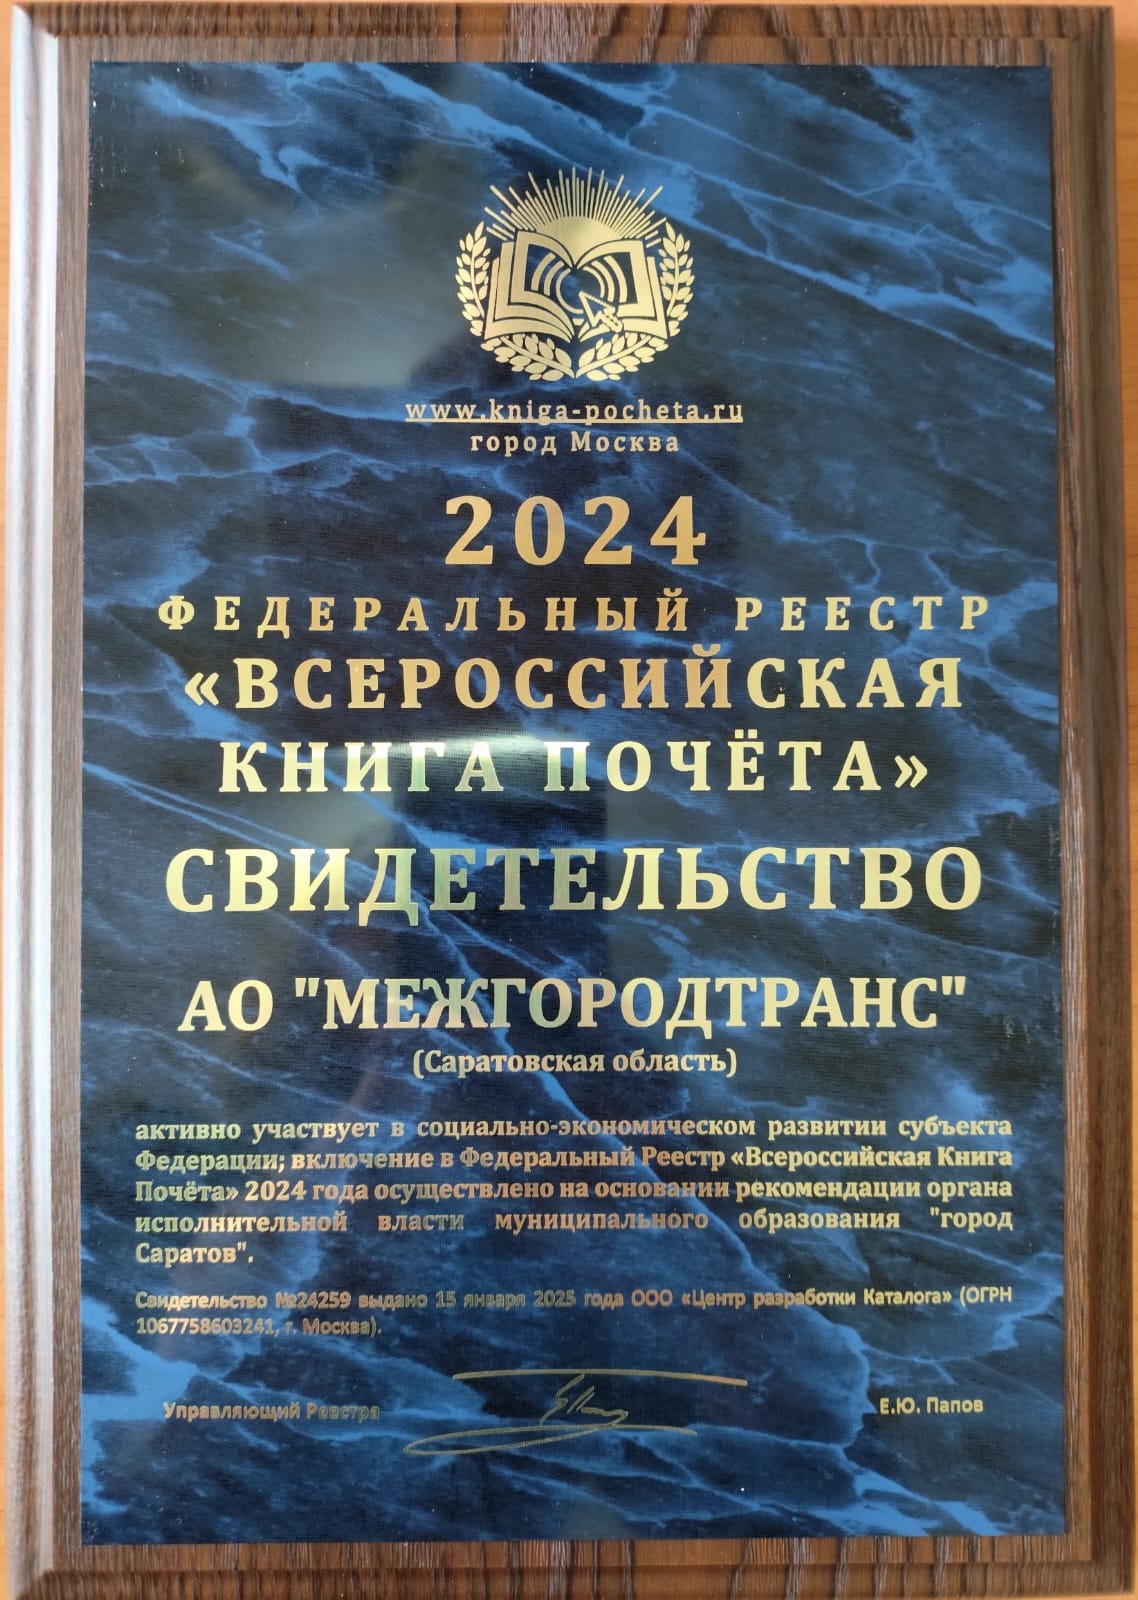 www.kniga-pocheta.ru
город Москва
2024
ФЕДЕРАЛЬНЫЙ РЕЕСТР
«ВСЕРОССИЙСКАЯ
КНИГА ПОЧЁТА»
СВИДЕТЕЛЬСТВО
АО "МЕЖГОРОДТРАНС"
(Саратовская область)
активно участвует в социально-экономическом развитии субъекта
Федерации; включение в Федеральный Реестр «Всероссийская Книга
Почёта» 2024 года осуществлено на основании рекомендации органа
исполнительной власти муниципального образования "город
Саратов".
Свидетельство №24259 выдано 15 января 2025 года ООО «Центр разработки Каталога» (ОГРН
1067758603241, г. Москва).
Управляющий Реестра Е.Ю. Папов